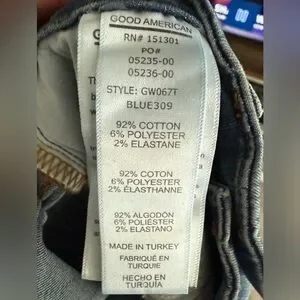 GOOD AMERICAN
RN# 151301
PO#
05235-00
05236-00
STYLE: GW067T
BLUE309
92% COTTON
6% POLYESTER
2% ELASTANE
92% COTON
6% POLYESTER
2% ÉLASTHANNE
92% ALGODÓN
6% POLIÉSTER
2% ELASTANO
MADE IN TURKEY
FABRIQUÉ EN
TURQUIE
HECHO EN
TURQUÍA